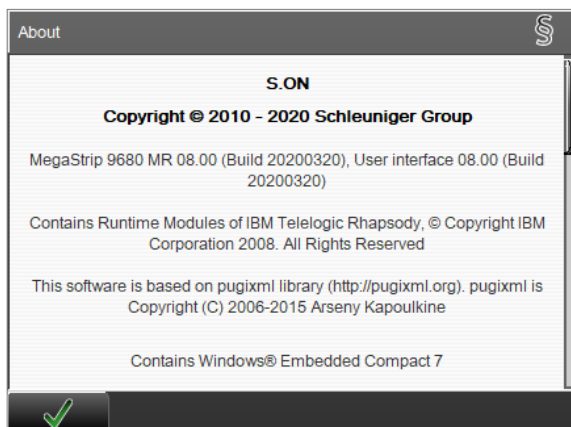 About
§
S.ON
Copyright © 2010 - 2020 Schleuniger Group
MegaStrip 9680 MR 08.00 (Build 20200320), User interface 08.00 (Build
20200320)
Contains Runtime Modules of IBM Telelogic Rhapsody, © Copyright IBM
Corporation 2008. All Rights Reserved
This software is based on pugixml library (http://pugixml.org). pugixml is
Copyright (C) 2006-2015 Arseny Kapoulkine
Contains Windows® Embedded Compact 7